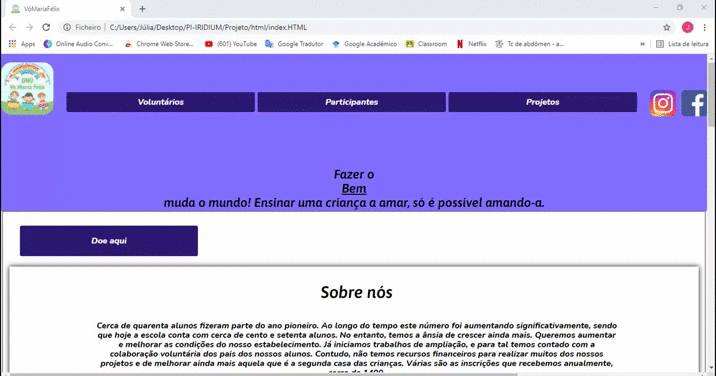 VóMariaFélix
Ficheiro | C:/Users/Júlia/Desktop/PI-IRIDIUM/Projeto/html/index.HTML
J
Apps Online Audio Conv... Chrome Web Store... (601) YouTube Google Tradutor Google Acadêmico Classroom Netflix Tc de abdômen - a... » Lista de leitura
ONG
Vó Maria Felix
Voluntários Participantes Projetos
Fazer o
Bem
muda o mundo! Ensinar uma criança a amar, só é possível amando-a.
Doe aqui
Sobre nós
Cerca de quarenta alunos fizeram parte do ano pioneiro. Ao longo do tempo este número foi aumentando significativamente, sendo
que hoje a escola conta com cerca de cento e setenta alunos. No entanto, temos a ânsia de crescer ainda mais. Queremos aumentar
e melhorar as condições do nosso estabelecimento. Já iniciamos trabalhos de ampliação, e para tal temos contado com a
colaboração voluntária dos pais dos nossos alunos. Contudo, não temos recursos financeiros para realizar muitos dos nossos
projetos e de melhorar ainda mais aquela que é a segunda casa das crianças. Várias são as inscrições que recebemos anualmente,